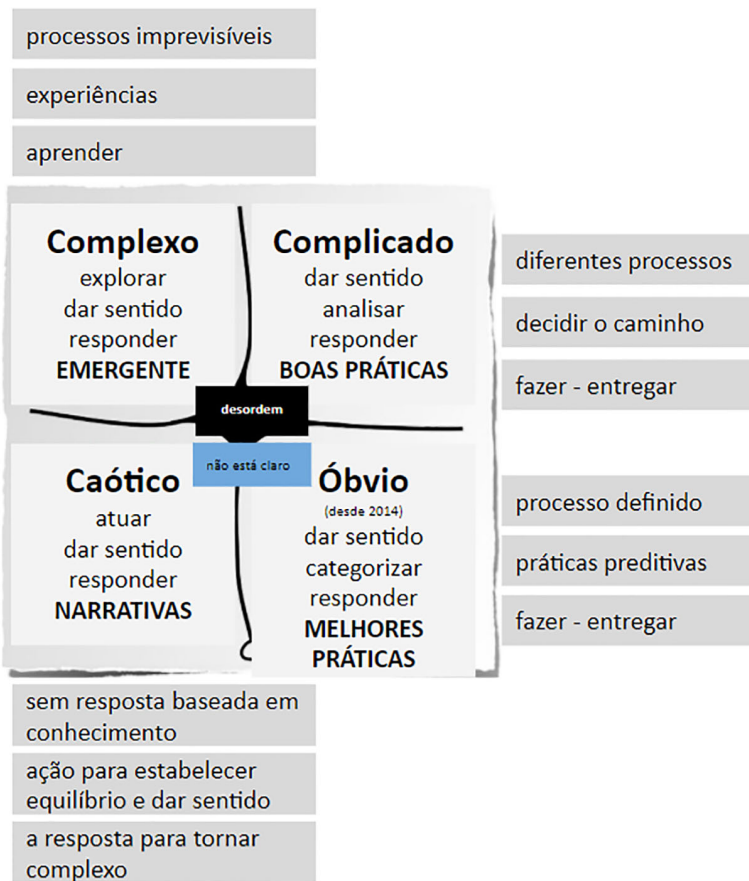 processos imprevisíveis
experiências
aprender
Complexo
explorar
dar sentido
responder
EMERGENTE
Complicado
dar sentido
analisar
responder
BOAS PRÁTICAS
diferentes processos
decidir o caminho
fazer - entregar
desordem
não está claro
Caótico
atuar
dar sentido
responder
NARRATIVAS
Óbvio
(desde 2014)
dar sentido
categorizar
responder
MELHORES
PRÁTICAS
processo definido
práticas preditivas
fazer - entregar
sem resposta baseada em
conhecimento
ação para estabelecer
equilíbrio e dar sentido
a resposta para tornar
complexo